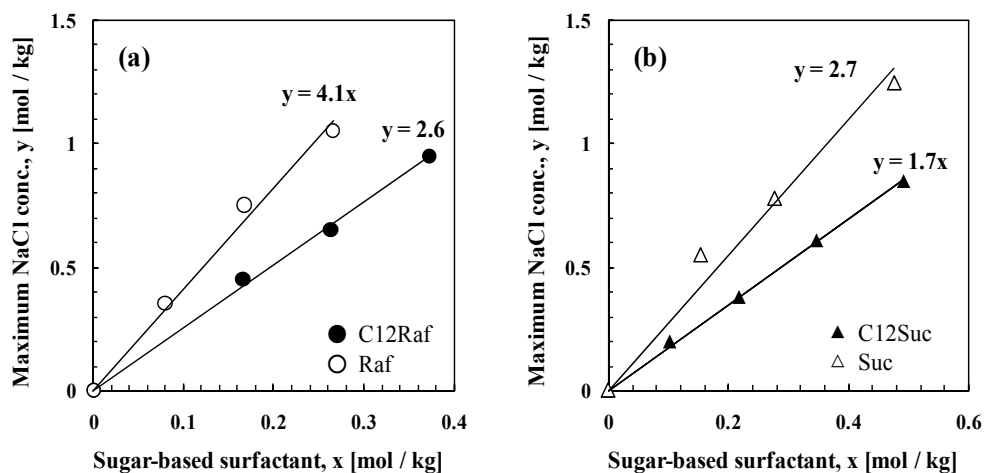 1.5
(a)
y = 4.1x
y = 2.6
1
0.5
0
C12Raf
Raf
0
0.1
0.2
0.3
0.4
Maximum NaCl conc., y [mol / kg]
Sugar-based surfactant, x [mol / kg]
1.5
(b)
y = 2.7
y = 1.7x
1
0.5
0
C12Suc
Suc
0
0.2
0.4
0.6
Maximum NaCl conc., y [mol / kg]
Sugar-based surfactant, x [mol / kg]